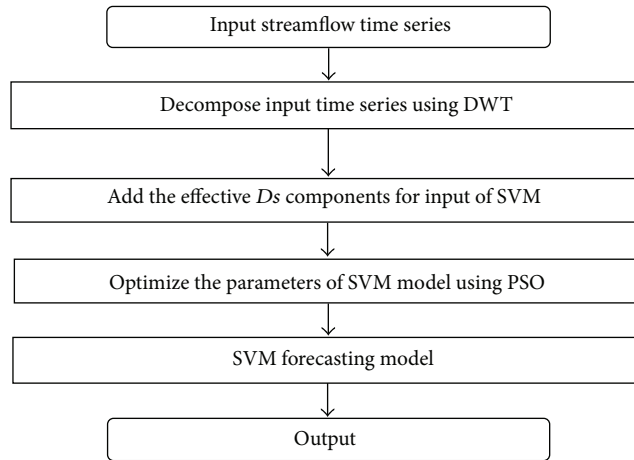 Input streamflow time series
Decompose input time series using DWT
Add the effective Ds components for input of SVM
Optimize the parameters of SVM model using PSO
SVM forecasting model
Output